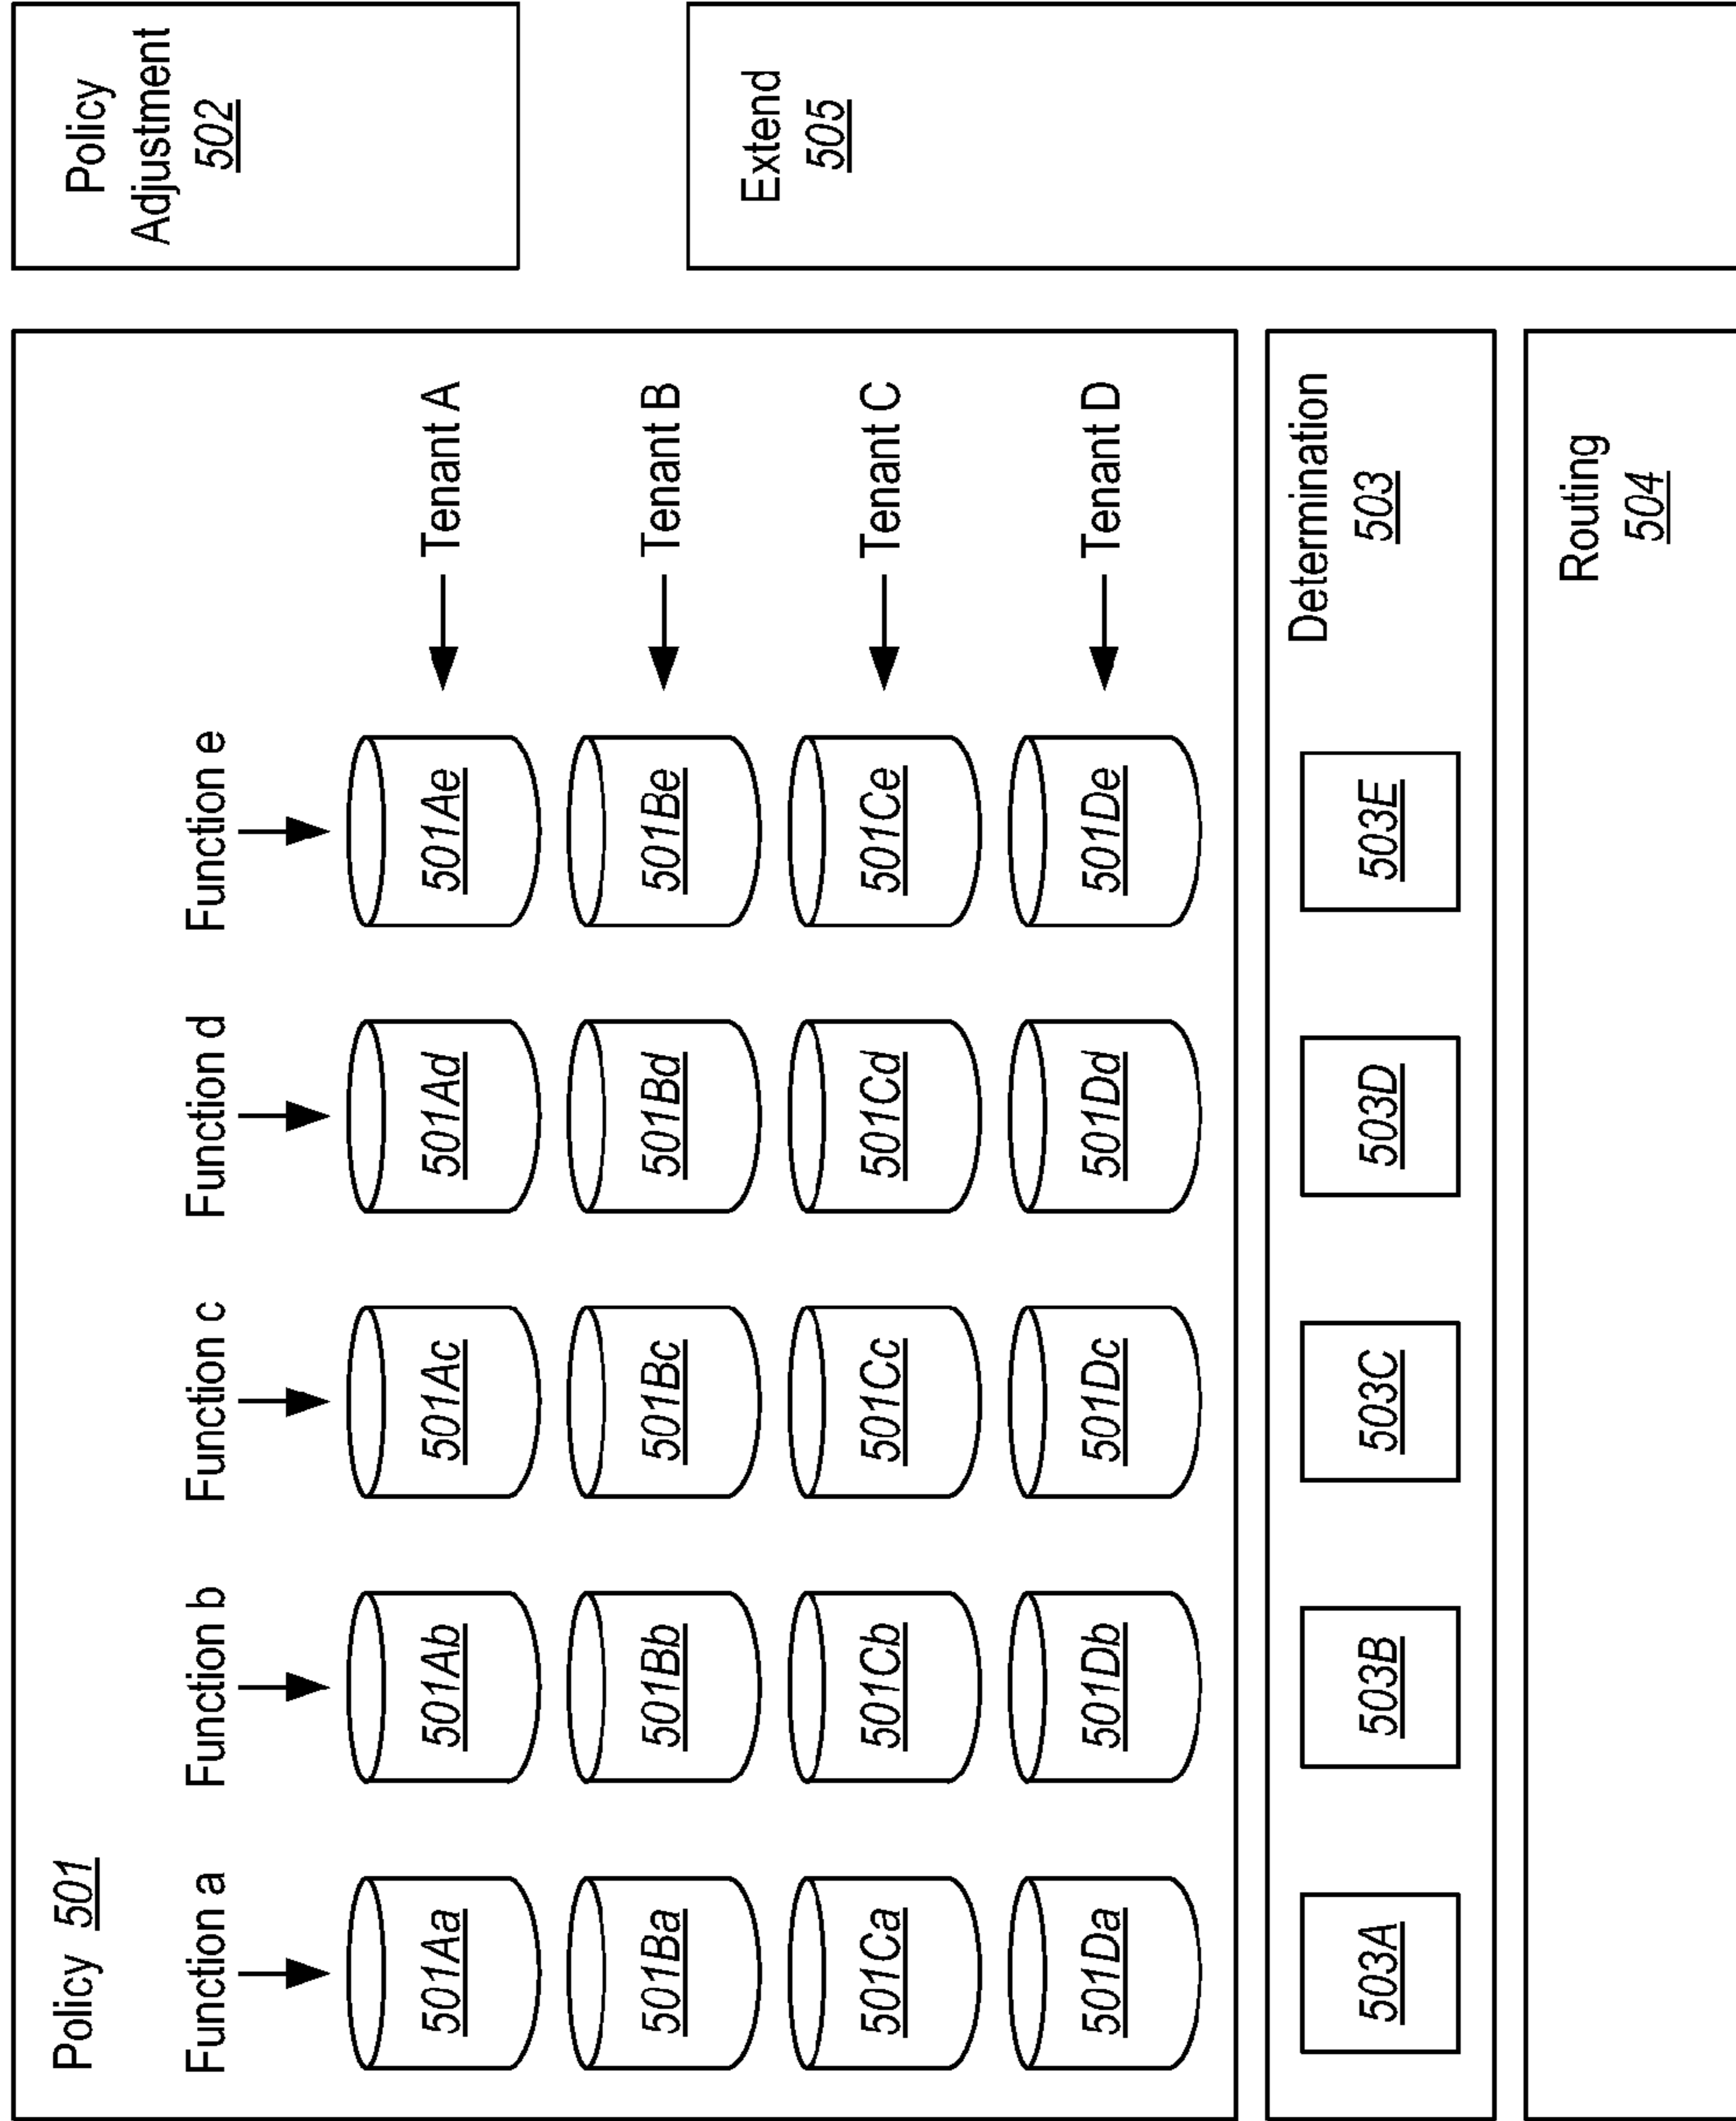 Policy 501
Function a
Function b
Function c
Function d
Function e
501Aa
501Ab
501Ac
501Ad
501Ae
Tenant A
501Ba
501Bb
501Bc
501Bd
501Be
Tenant B
501Ca
501Cb
501Cc
501Cd
501Ce
Tenant C
501Da
501Db
501Dc
501Dd
501De
Tenant D
503A
503B
503C
503D
503E
Determination
503
Routing
504
Policy
Adjustment
502
Extend
505